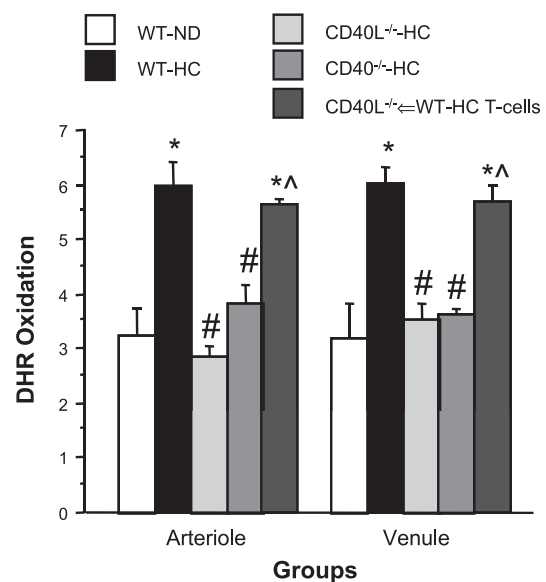 WT-ND
WT-HC
CD40L-/--HC
CD40-/--HC
CD40L-/-⇐WT-HC T-cells
7
6
5
4
3
2
1
0
DHR Oxidation
*
#
#
*^
*
#
#
*^
Arteriole
Venule
Groups